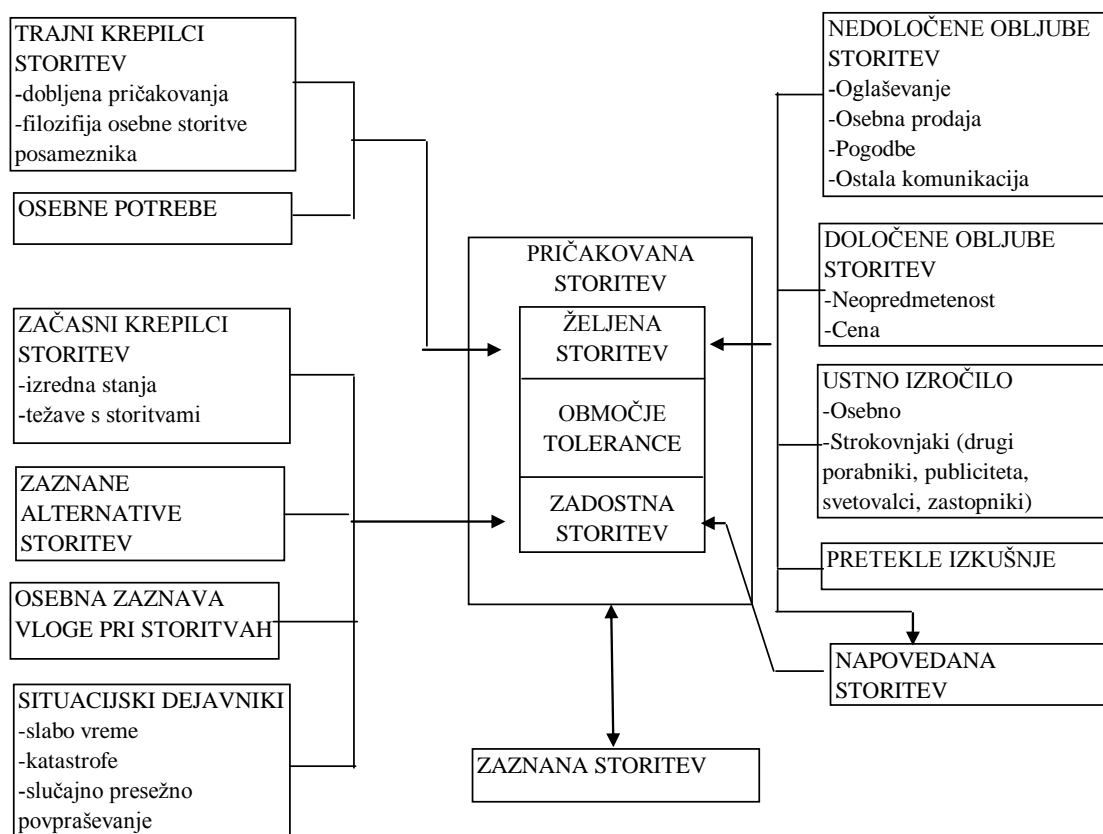 TRAJNI KREPILCI
STORITEV
-dobljena pričakovanja
-filozifija osebne storitve
posameznika
OSEBNE POTREBE
ZAČASNI KREPILCI
STORITEV
-izredna stanja
-težave s storitvami
ZAZNANE
ALTERNATIVE
STORITEV
OSEBNA ZAZNAVA
VLOGE PRI STORITVAH
SITUACIJSKI DEJAVNIKI
-slabo vreme
-katastrofe
-slučajno presežno
povpraševanje
PRIČAKOVANA
STORITEV
ŽELJENA
STORITEV
OBMOČJE
TOLERANCE
ZADOSTNA
STORITEV
ZAZNANA STORITEV
NEDOLOČENE OBLJUBE
STORITEV
-Oglaševanje
-Osebna prodaja
-Pogodbe
-Ostala komunikacija
DOLOČENE OBLJUBE
STORITEV
-Neopredmetenost
-Cena
USTNO IZROČILO
-Osebno
-Strokovnjaki (drugi
porabniki, publiciteta,
svetovalci, zastopniki)
PRETEKLE IZKUŠNJE
NAPOVEDANA
STORITEV